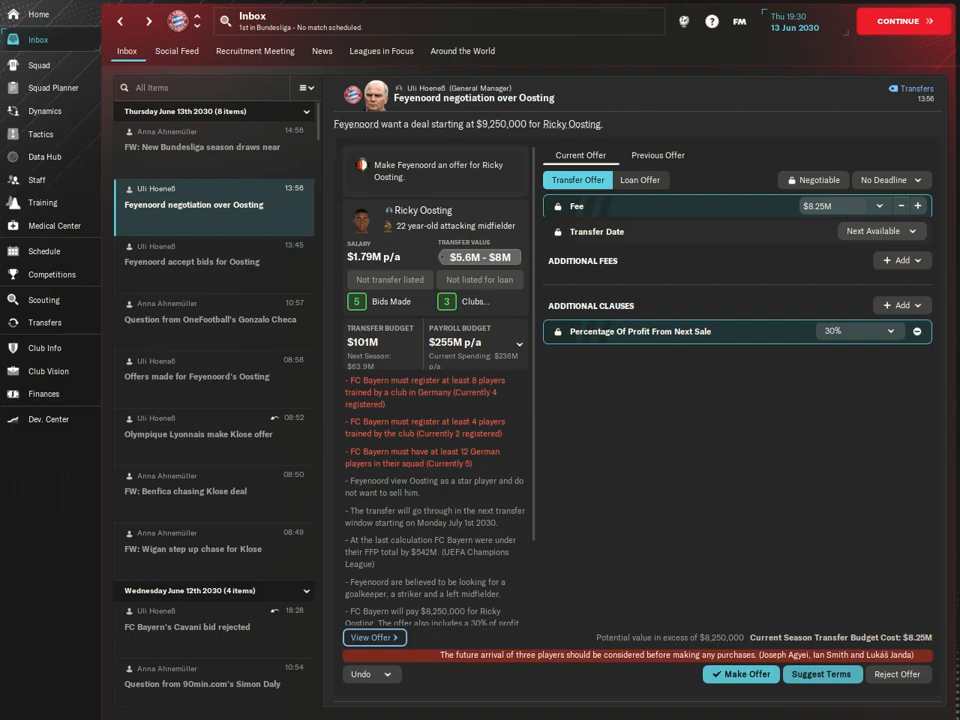 Home
Inbox
Squad
Squad Planner
Dynamics
Tactics
Data Hub
Staff
Training
Medical Center
Schedule
Competitions
Scouting
Transfers
Club Info
Club Vision
Finances
Dev. Center
Inbox
1st in Bundesliga - No match scheduled.
?
FM
Thu 19:30
13 Jun 2030
CONTINUE
Inbox
Social Feed
Recruitment Meeting
News
Leagues in Focus
Around the World
All Items
Thursday June 13th 2030 (8 items)
Anna Ahnemüller
14:56
FW: New Bundesliga season draws near
Uli Hoeneß
13:56
Feyenoord negotiation over Oosting
Uli Hoeneß
13:45
Feyenoord accept bids for Oosting
Anna Ahnemüller
10:57
Question from OneFootball's Gonzalo Checa
Uli Hoeneß
08:58
Offers made for Feyenoord's Oosting
Uli Hoeneß
08:52
Olympique Lyonnais make Klose offer
Anna Ahnemüller
08:50
FW: Benfica chasing Klose deal
Anna Ahnemüller
08:49
FW: Wigan step up chase for Klose
Wednesday June 12th 2030 (4 items)
Uli Hoeneß
18:28
FC Bayern's Cavani bid rejected
Anna Ahnemüller
10:54
Question from 90min.com's Simon Daly
Uli Hoeneß (General Manager)
Feyenoord negotiation over Oosting
Transfers
13:56
Feyenoord want a deal starting at $9,250,000 for Ricky Oosting.
Make Feyenoord an offer for Ricky
Oosting.
Ricky Oosting
22 year-old attacking midfielder
SALARY
TRANSFER VALUE
$1.79M p/a
$5.6M - $8M
Not transfer listed
Not listed for loan
5 Bids Made
3 Clubs...
TRANSFER BUDGET
PAYROLL BUDGET
$101M
$255M p/a
Next Season:
$63.9M
Current Spending: $236M
p/a
- FC Bayern must register at least 8 players
trained by a club in Germany (Currently 4
registered)
- FC Bayern must register at least 4 players
trained by the club (Currently 2 registered)
- FC Bayern must have at least 12 German
players in their squad (Currently 5)
- Feyenoord view Oosting as a star player and do
not want to sell him.
- The transfer will go through in the next transfer
window starting on Monday July 1st 2030.
- At the last calculation FC Bayern were under
their FFP total by $542M. (UEFA Champions
League)
- Feyenoord are believed to be looking for a
goalkeeper, a striker and a left midfielder.
- FC Bayern will pay $8,250,000 for Ricky
Oosting. The offer also includes a 30% of profit
Current Offer
Previous Offer
Transfer Offer
Loan Offer
Negotiable
No Deadline
Fee
$8.25M
Transfer Date
Next Available
ADDITIONAL FEES
+ Add
ADDITIONAL CLAUSES
+ Add
Percentage Of Profit From Next Sale
30%
View Offer >
Potential value in excess of $8,250,000
Current Season Transfer Budget Cost: $8.25M
The future arrival of three players should be considered before making any purchases. (Joseph Agyei, Ian Smith and Lukáš Janda)
Undo
Make Offer
Suggest Terms
Reject Offer